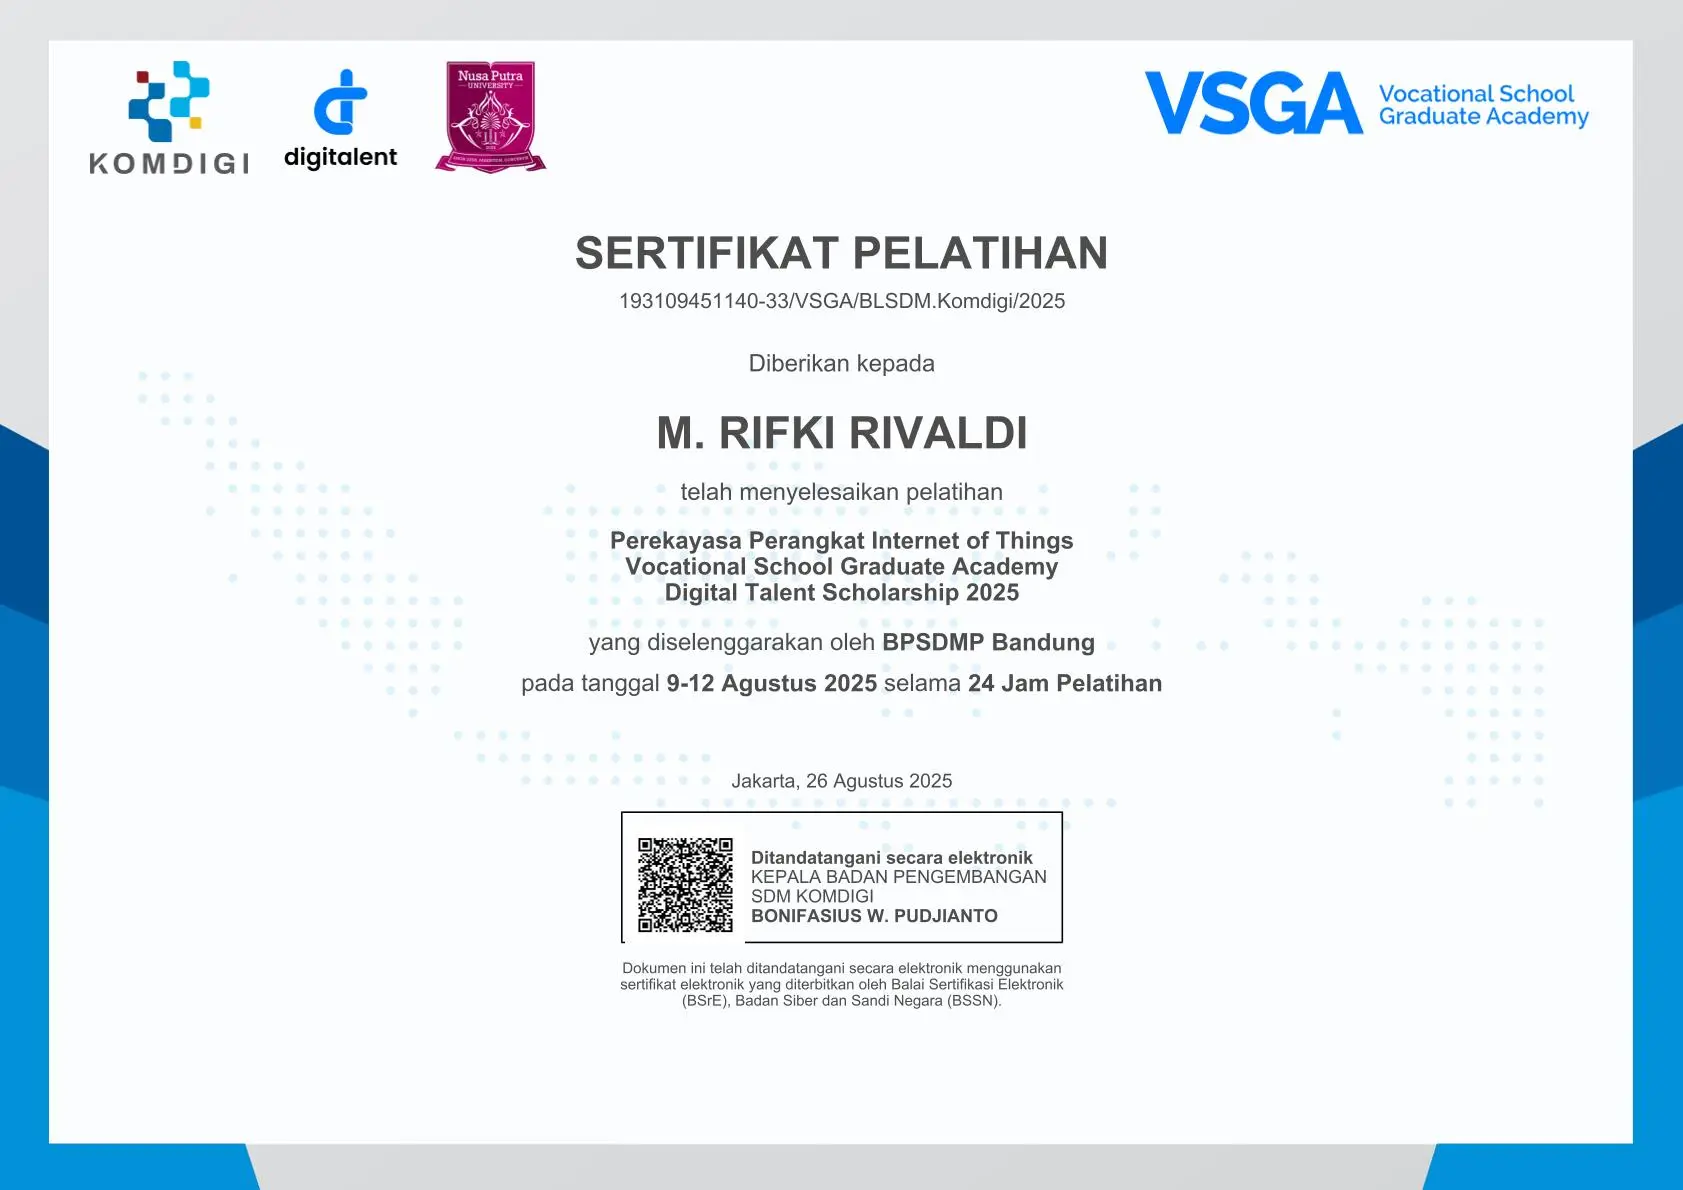 KOMDIGI
digitalent
Nusa Putra
UNIVERSITY
VSGA
Vocational School
Graduate Academy
SERTIFIKAT PELATIHAN
193109451140-33/VSGA/BLSDM.Komdigi/2025
Diberikan kepada
M. RIFKI RIVALDI
telah menyelesaikan pelatihan
Perekayasa Perangkat Internet of Things
Vocational School Graduate Academy
Digital Talent Scholarship 2025
yang diselenggarakan oleh BPSDMP Bandung
pada tanggal 9-12 Agustus 2025 selama 24 Jam Pelatihan
Jakarta, 26 Agustus 2025
Ditandatangani secara elektronik
KEPALA BADAN PENGEMBANGAN
SDM KOMDIGI
BONIFASIUS W. PUDJIANTO
Dokumen ini telah ditandatangani secara elektronik menggunakan
sertifikat elektronik yang diterbitkan oleh Balai Sertifikasi Elektronik
(BSrE), Badan Siber dan Sandi Negara (BSSN).